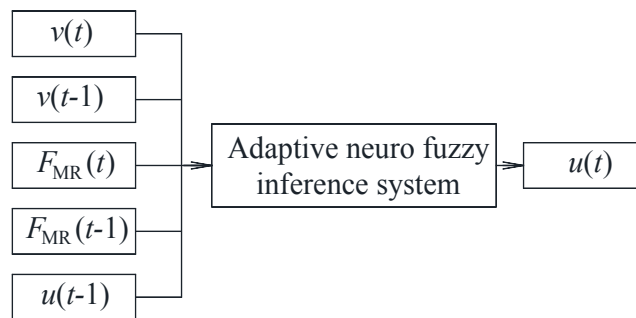 v(t)
v(t-1)
F_MR(t)
F_MR(t-1)
u(t-1)
Adaptive neuro fuzzy
inference system
u(t)